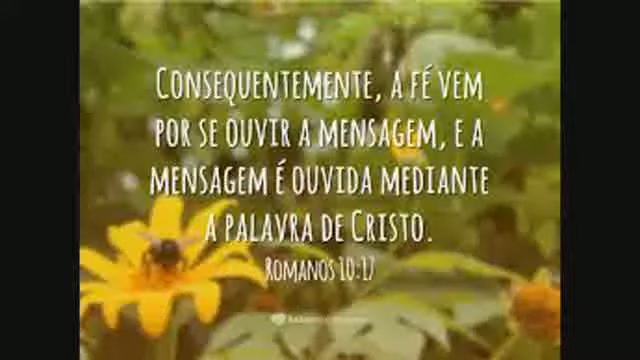 Consequentemente, a fé vem
por se ouvir a mensagem, e a
mensagem é ouvida mediante
a palavra de Cristo.
Romanos 10:17